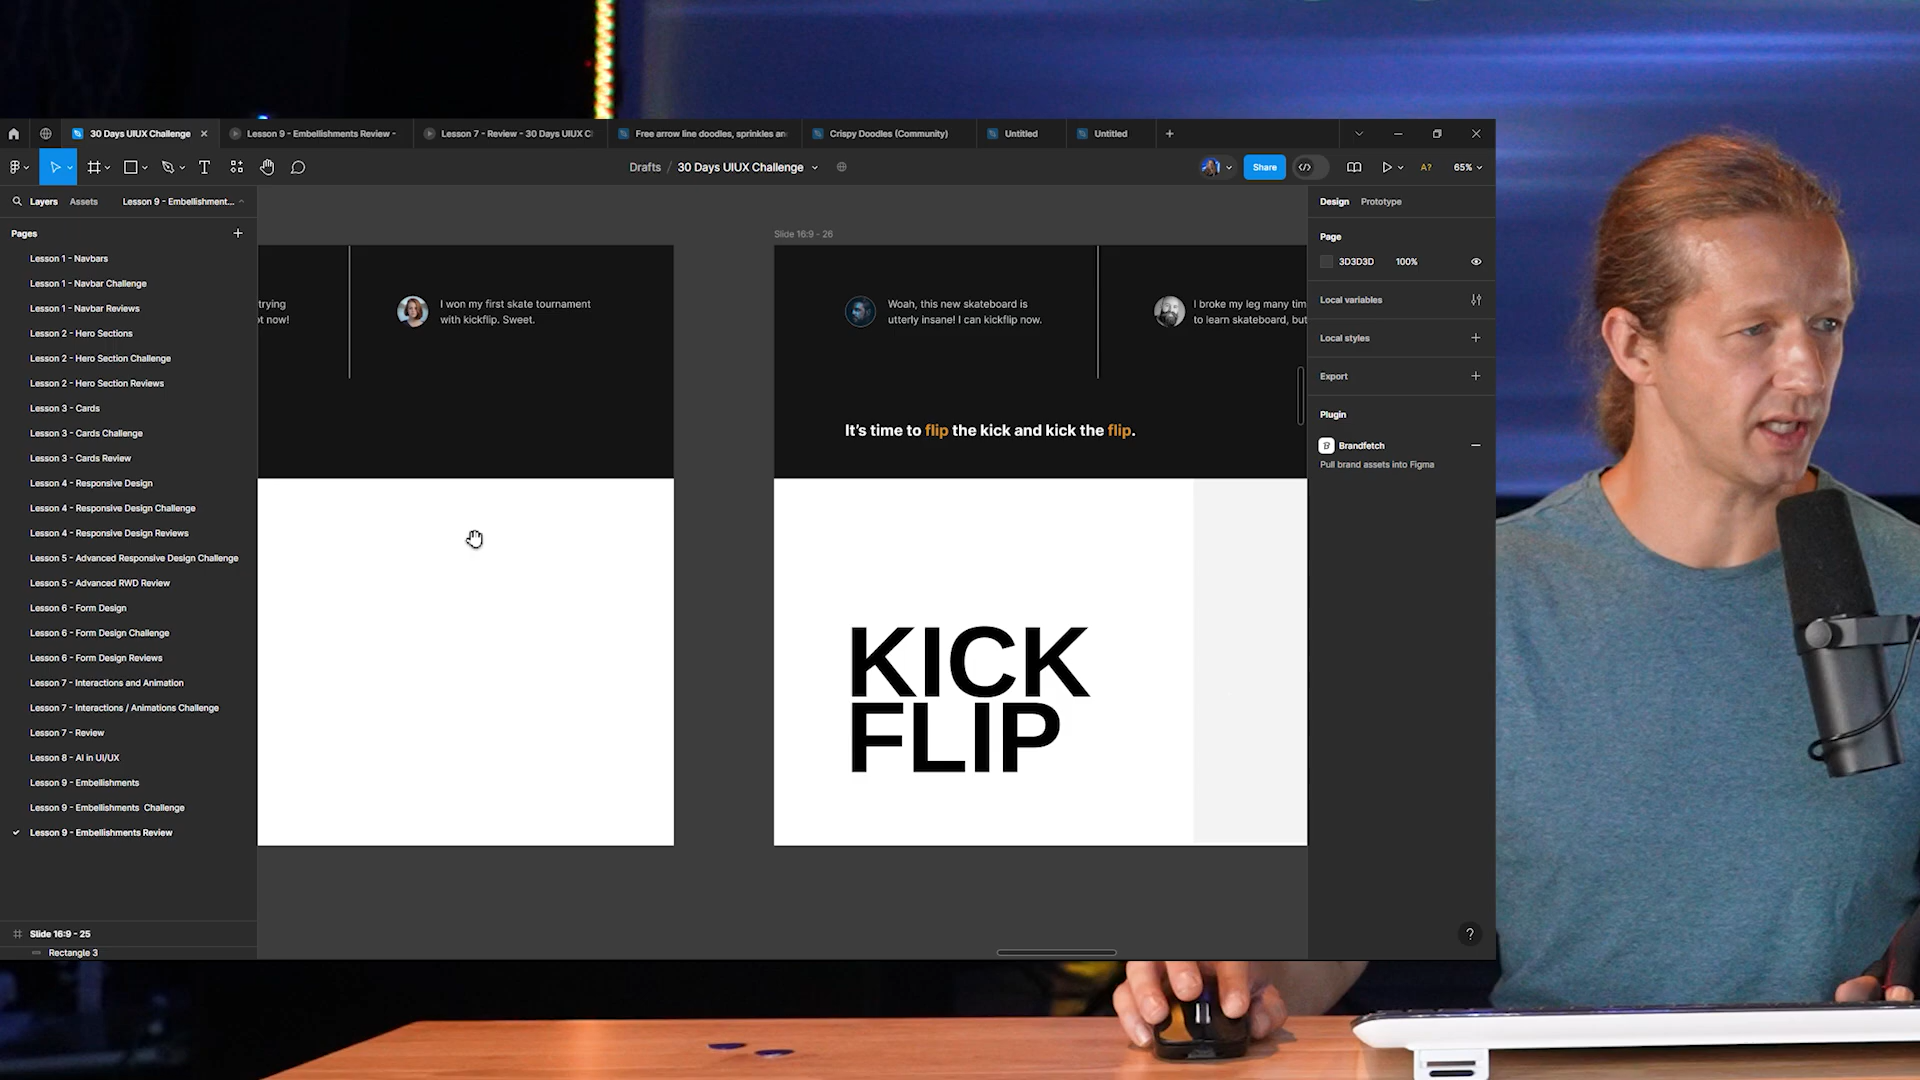 30 Days UIUX Challenge
Lesson 9 - Embellishments Review -
Lesson 7 - Review - 30 Days UIUX C
Free arrow line doodles, sprinkles an
Crispy Doodles (Community)
Untitled
Untitled
Drafts / 30 Days UIUX Challenge
Share
A?
65%
Layers
Assets
Lesson 9 - Embellishment...
Pages
Lesson 1 - Navbars
Lesson 1 - Navbar Challenge
Lesson 1 - Navbar Reviews
Lesson 2 - Hero Sections
Lesson 2 - Hero Section Challenge
Lesson 2 - Hero Section Reviews
Lesson 3 - Cards
Lesson 3 - Cards Challenge
Lesson 3 - Cards Review
Lesson 4 - Responsive Design
Lesson 4 - Responsive Design Challenge
Lesson 4 - Responsive Design Reviews
Lesson 5 - Advanced Responsive Design Challenge
Lesson 5 - Advanced RWD Review
Lesson 6 - Form Design
Lesson 6 - Form Design Challenge
Lesson 6 - Form Design Reviews
Lesson 7 - Interactions and Animation
Lesson 7 - Interactions / Animations Challenge
Lesson 7 - Review
Lesson 8 - AI in UI/UX
Lesson 9 - Embellishments
Lesson 9 - Embellishments Challenge
Lesson 9 - Embellishments Review
Slide 16:9 - 25
Rectangle 3
trying
ot now!
I won my first skate tournament
with kickflip. Sweet.
Slide 16:9 - 26
Woah, this new skateboard is
utterly insane! I can kickflip now.
I broke my leg many tim
to learn skateboard, but
It's time to flip the kick and kick the flip.
KICK
FLIP
Design
Prototype
Page
3D3D3D
100%
Local variables
Local styles
Export
Plugin
Brandfetch
Pull brand assets into Figma
?